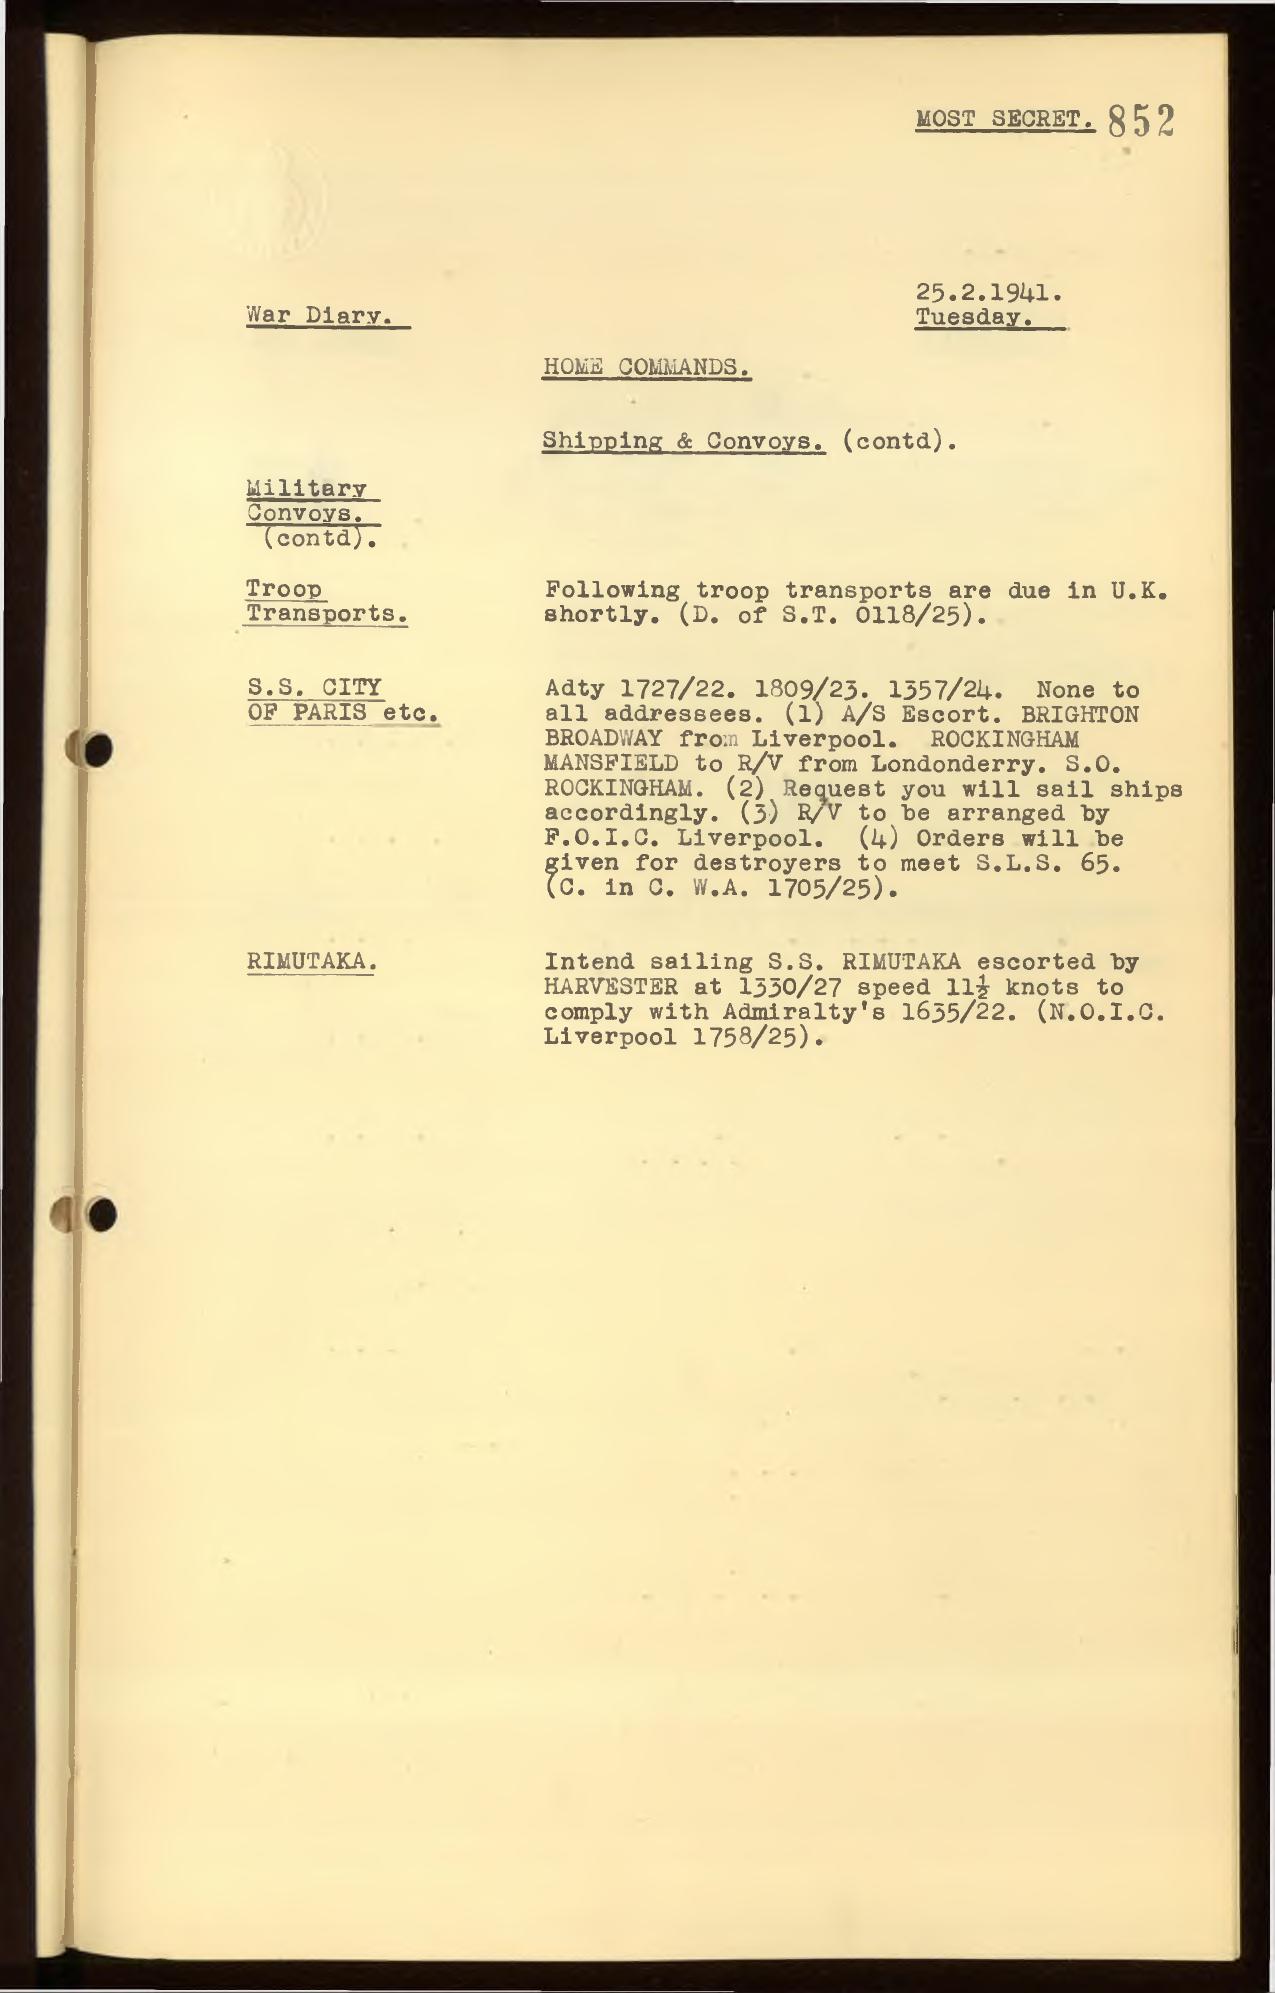 MOST SECRET. 852
25.2.1941.
War Diary.
Tuesday.
HOME COMMANDS.
Shipping & Convoys. (contd).
Military
Convoys.
(contd).
Troop
Transports.
Following troop transports are due in U.K.
shortly. (D. of S.T. 0118/25).
S.S. CITY
OF PARIS etc.
Adty 1727/22. 1809/23. 1357/24. None to
all addressees. (1) A/S Escort. BRIGHTON
BROADWAY from Liverpool. ROCKINGHAM
MANSFIELD to R/V from Londonderry. S.O.
ROCKINGHAM. (2) Request you will sail ships
accordingly. (3) R/V to be arranged by
F.O.I.C. Liverpool. (4) Orders will be
given for destroyers to meet S.L.S. 65.
(C. in C. W.A. 1705/25).
RIMUTAKA.
Intend sailing S.S. RIMUTAKA escorted by
HARVESTER at 1330/27 speed 11½ knots to
comply with Admiralty's 1635/22. (N.O.I.C.
Liverpool 1758/25).